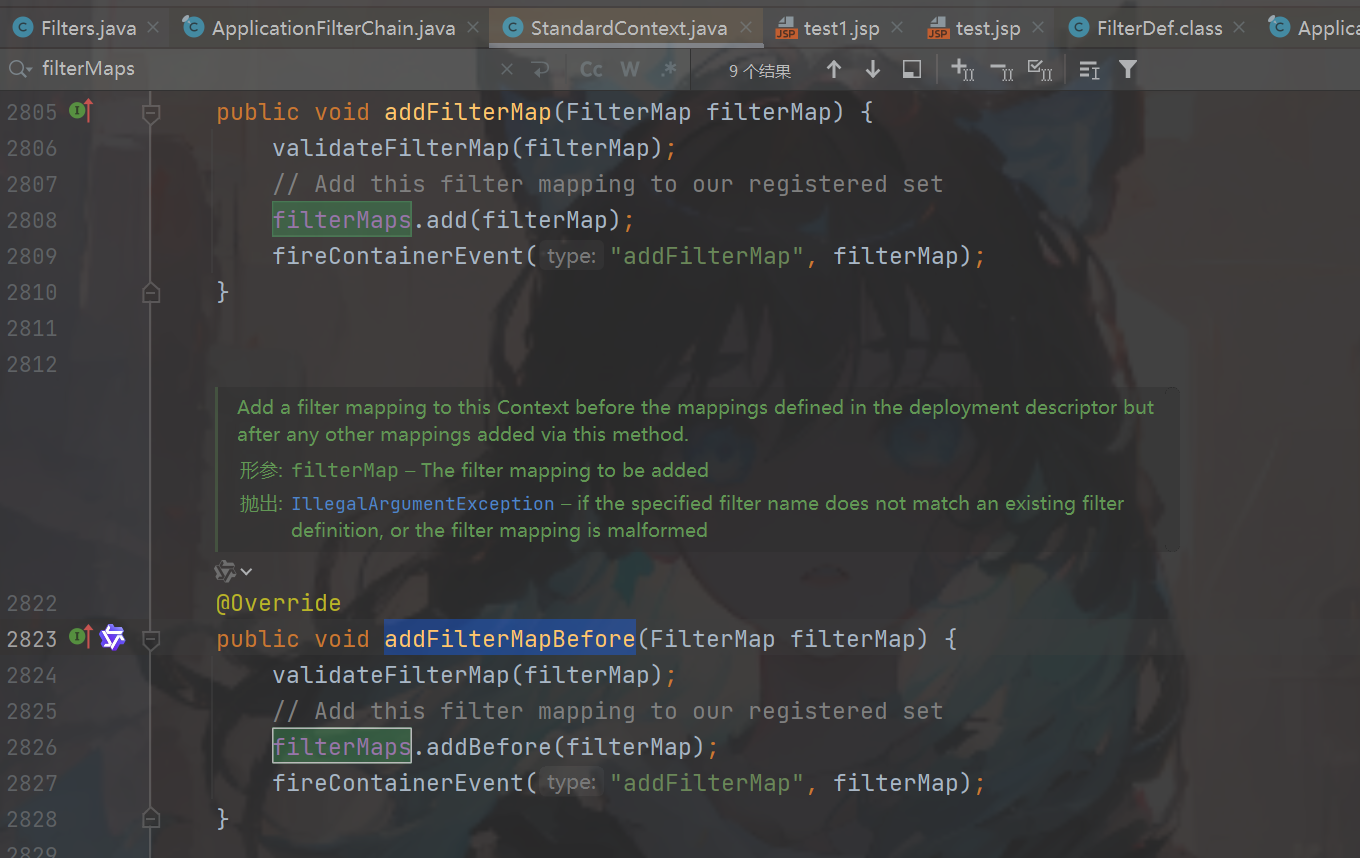 Filters.java ApplicationFilterChain.java StandardContext.java JSP test1.jsp JSP test.jsp FilterDef.class Applica
filterMaps Cc W .* 9 个结果
2805 public void addFilterMap(FilterMap filterMap) {
2806 validateFilterMap(filterMap);
2807 // Add this filter mapping to our registered set
2808 filterMaps.add(filterMap);
2809 fireContainerEvent( type: "addFilterMap", filterMap);
2810 }
2811
2812
Add a filter mapping to this Context before the mappings defined in the deployment descriptor but
after any other mappings added via this method.
形参: filterMap – The filter mapping to be added
抛出: IllegalArgumentException – if the specified filter name does not match an existing filter
definition, or the filter mapping is malformed
2822 @Override
2823 public void addFilterMapBefore(FilterMap filterMap) {
2824 validateFilterMap(filterMap);
2825 // Add this filter mapping to our registered set
2826 filterMaps.addBefore(filterMap);
2827 fireContainerEvent( type: "addFilterMap", filterMap);
2828 }
2829